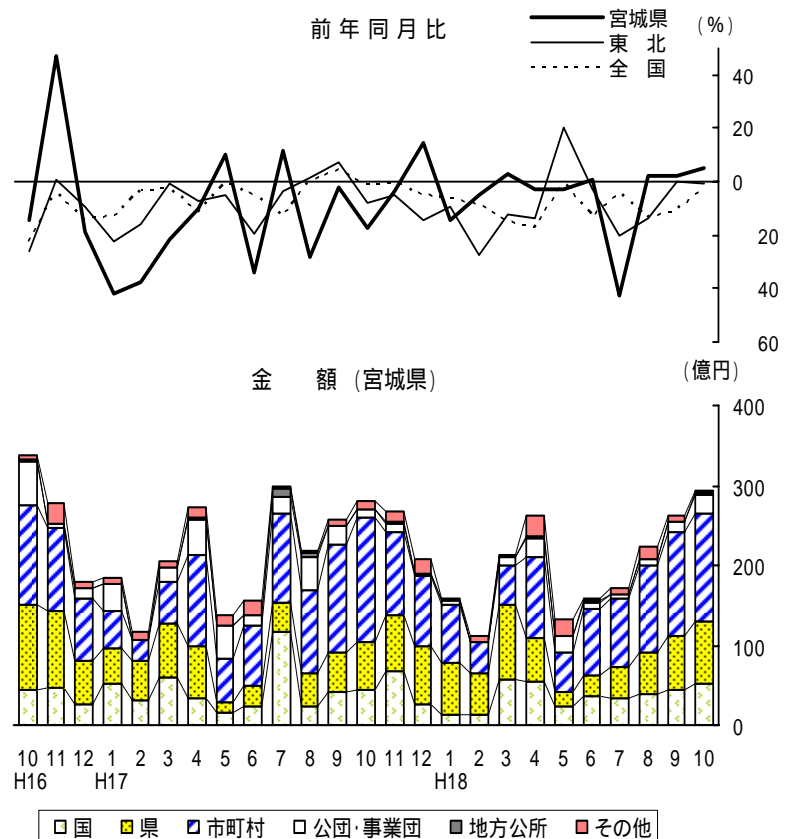 前年同月比
宮城県
東 北
全 国
(%)
40
20
0
20
40
60
金 額 (宮城県)
(億円)
400
300
200
100
0
10 11 12 1 2 3 4 5 6 7 8 9 10 11 12 1 2 3 4 5 6 7 8 9 10
H16 H17 H18
国 県 市町村 公団・事業団 地方公所 その他